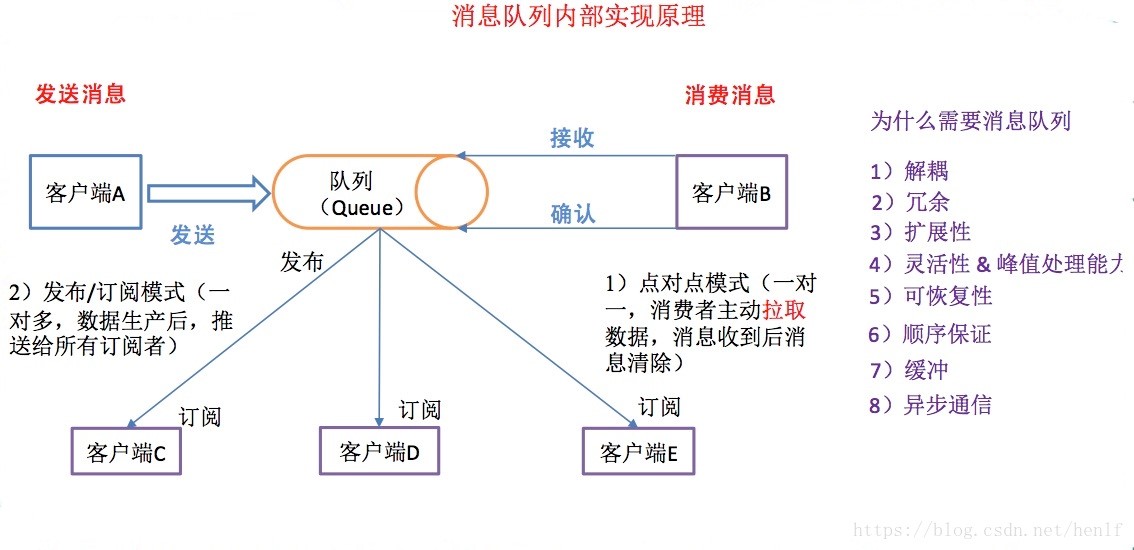 消息队列内部实现原理
发送消息
消费消息
客户端A
发送
队列
（Queue）
接收
确认
客户端B
发布
2）发布/订阅模式（一
对多，数据生产后，推
送给所有订阅者）
1）点对点模式（一对
一，消费者主动拉取
数据，消息收到后消
息清除）
订阅
订阅
订阅
客户端C
客户端D
客户端E
为什么需要消息队列
1）解耦
2）冗余
3）扩展性
4）灵活性 & 峰值处理能力
5）可恢复性
6）顺序保证
7）缓冲
8）异步通信
https://blog.csdn.net/henlf